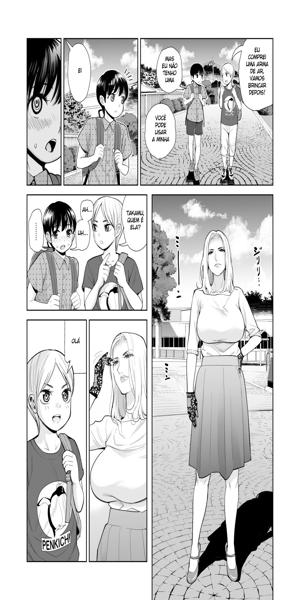 EU
COMPREI
UMA ARMA
DE AR,
VAMOS
BRINCAR
DEPOIS!
MAS
EU NÃO
TENHO
UMA
VOCÊ
PODE
USAR
A MINHA
EI
TAKAMU,
QUEM É
ELA?
UH...
AH...
OLÁ
PENKICHI